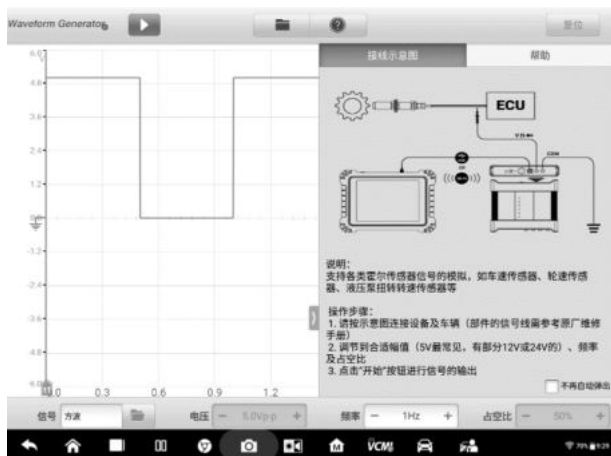 Waveform Generator
复位
接线示意图
帮助
6.0
4.8
3.6
2.4
1.2
0.0
-1.2
-2.4
-3.6
0.3
0.6
0.9
1.2
ECU
COM
说明:
支持各类霍尔传感器信号的模拟，如车速传感器、轮速传感
器、液压泵扭转转速传感器等
操作步骤:
1. 请按示意图连接设备及车辆（部件的信号线需参考原厂维修
手册）
2. 调节到合适幅值（5V最常见，有部分12V或24V的）、频率
及占空比
3. 点击"开始"按钮进行信号的输出
不再自动弹出
信号 方波
电压 − 5.0Vp-p +
频率 − 1Hz +
占空比 − 50% +
VCMI
70%
9:29